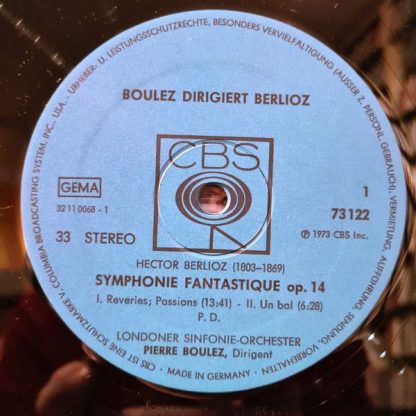 URHEBER- U. LEISTUNGSSCHUTZRECHTE, BESONDERS VERVIELFÄLTIGUNG (AUSSER Z. PERSÖNL. GEBRAUCH), VERMIETUNG, AUFFÜHRUNG, SENDUNG, VORBEHALTEN
BOULEZ DIRIGIERT BERLIOZ
CBS
GEMA
32 11 0068 - 1
33 STEREO
1
73122
℗ 1973 CBS Inc.
HECTOR BERLIOZ (1803–1869)
SYMPHONIE FANTASTIQUE op. 14
I. Reveries; Passions (13:41) - II. Un bal (6:28)
P. D.
LONDONER SINFONIE-ORCHESTER
PIERRE BOULEZ, Dirigent
CBS IST EINE SCHUTZMARKE V. COLUMBIA BROADCASTING SYSTEM, INC., USA.
• MADE IN GERMANY •